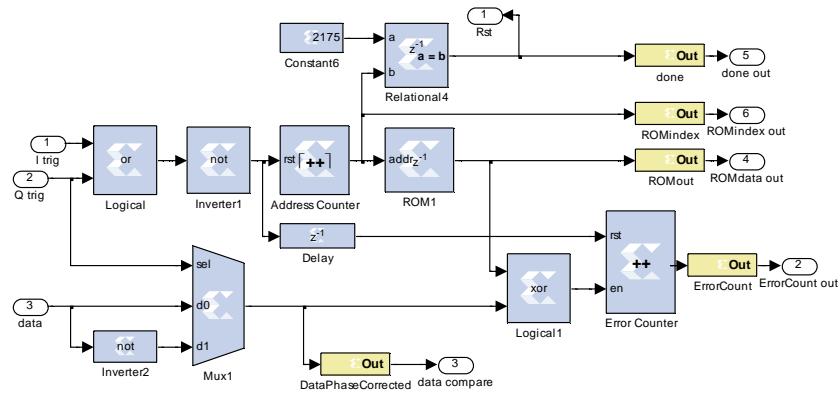 1
Rst
2175
Constant6
a
b
z-1
a = b
Relational4
Out
done
5
done out
Out
ROMindex
6
ROMindex out
1
I trig
2
Q trig
or
Logical
not
Inverter1
rst
++
Address Counter
addr
z-1
ROM1
Out
ROMout
4
ROMdata out
z-1
Delay
sel
d0
d1
Mux1
3
data
not
Inverter2
xor
Logical1
rst
++
en
Error Counter
Out
ErrorCount
2
ErrorCount out
Out
DataPhaseCorrected
3
data compare